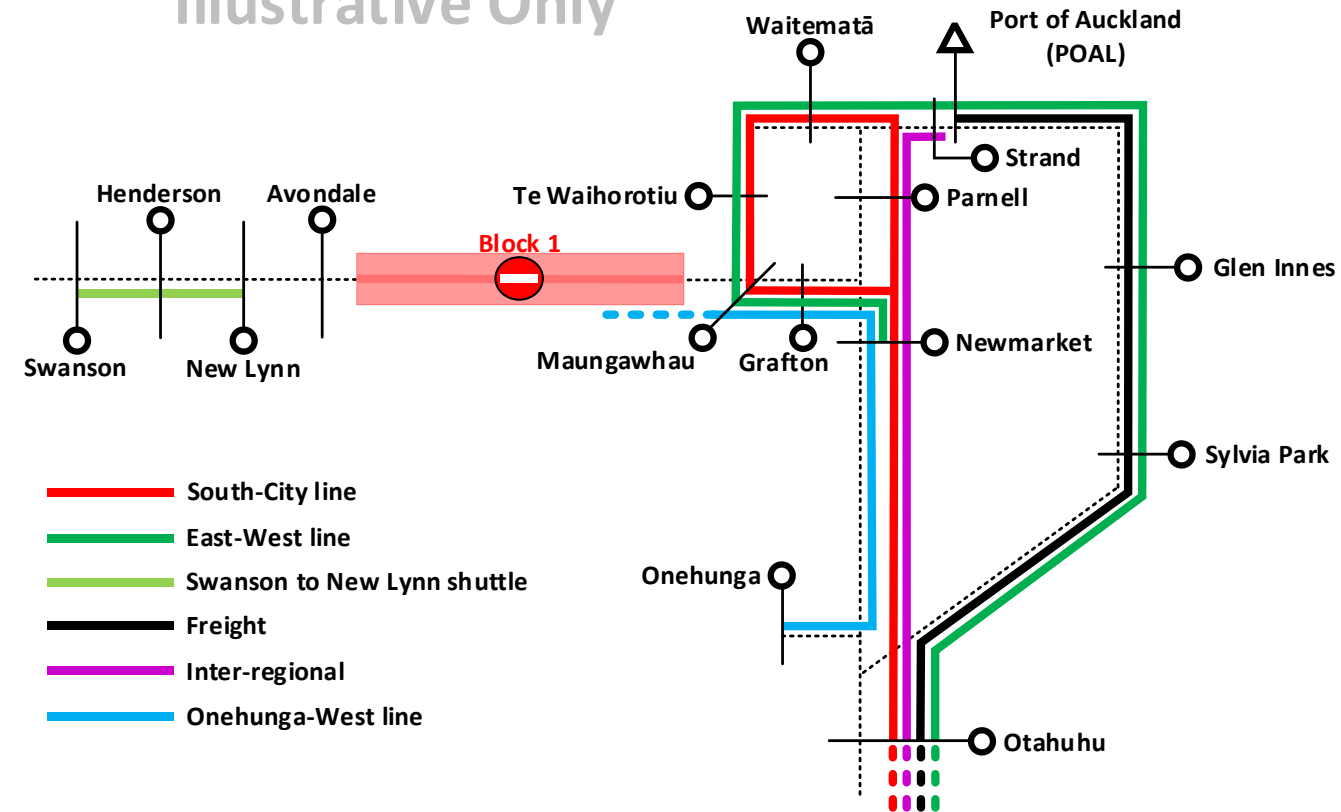 Illustrative Only
Waitematā
Port of Auckland
(POAL)
Strand
Henderson
Avondale
Te Waihorotiu
Parnell
Block 1
Glen Innes
Swanson
New Lynn
Maungawhau
Grafton
Newmarket
Sylvia Park
South-City line
East-West line
Swanson to New Lynn shuttle
Freight
Inter-regional
Onehunga-West line
Onehunga
Otahuhu